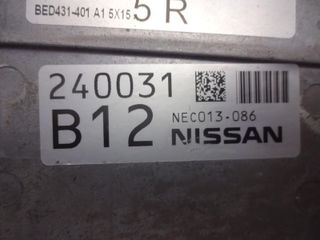 BED431-401 A1 5X15 5 R
240031
B12 NEC013-086
NISSAN